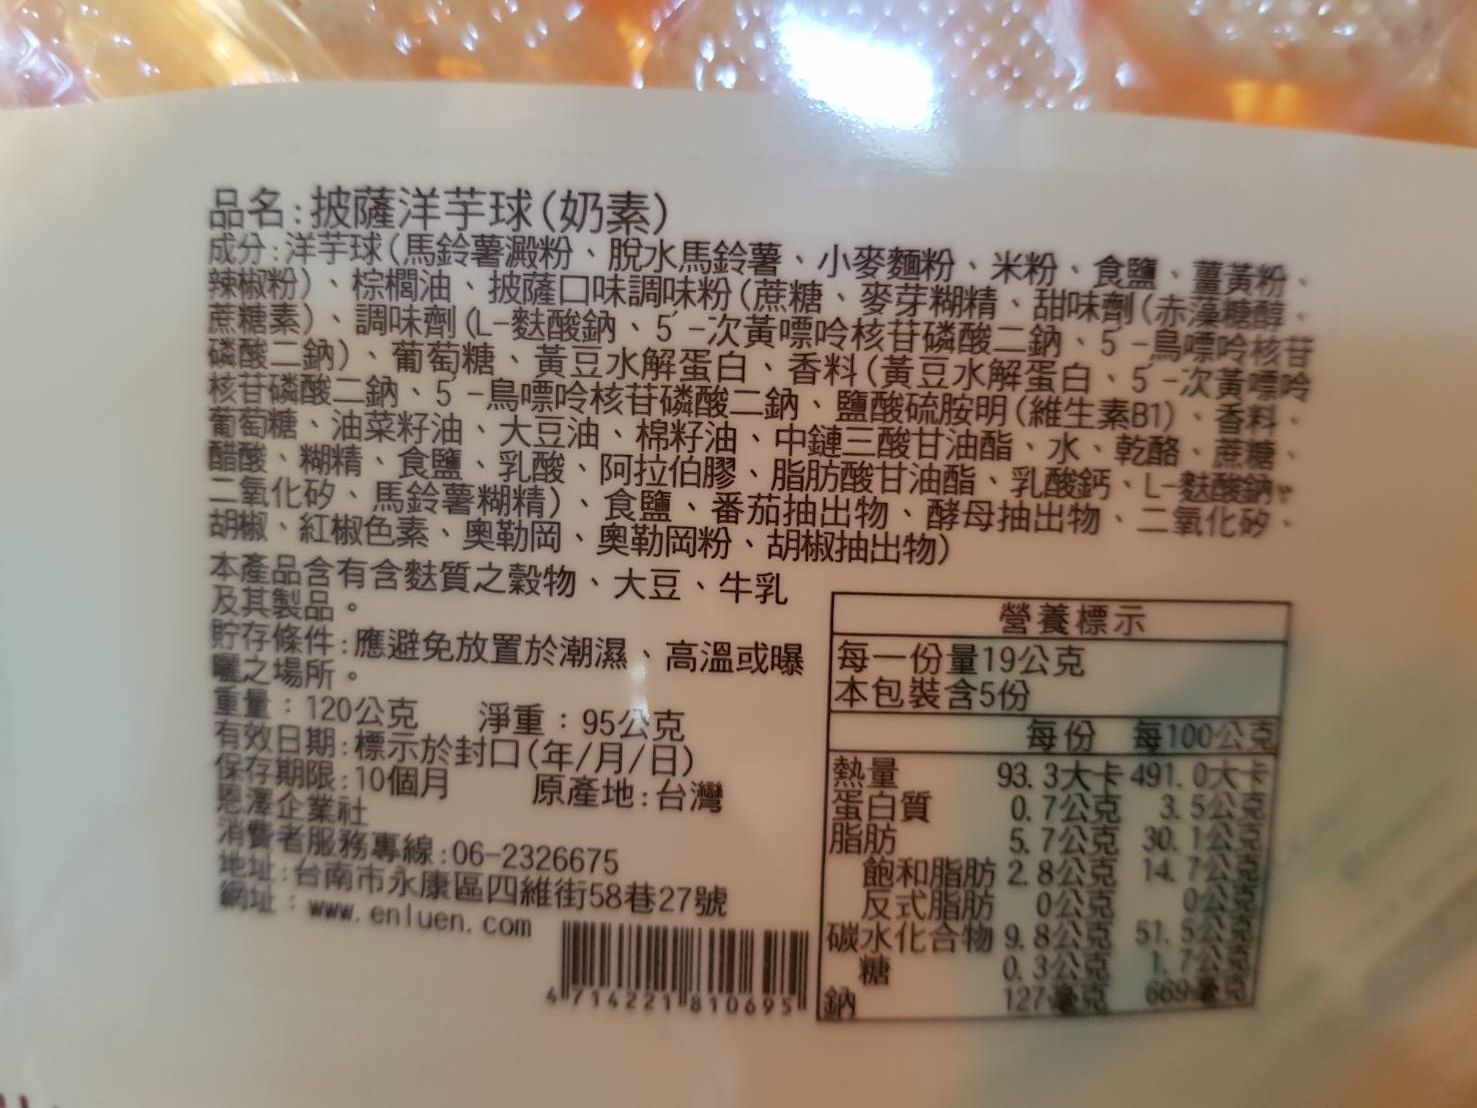 品名:披薩洋芋球(奶素)
成分:洋芋球(馬鈴薯澱粉、脫水馬鈴薯、小麥麵粉、米粉、食鹽、薑黃粉、
辣椒粉)、棕櫚油、披薩口味調味粉(蔗糖、麥芽糊精、甜味劑(赤藻糖醇、
蔗糖素)、調味劑(L-麩酸鈉、5'-次黃嘌呤核苷磷酸二鈉、5'-鳥嘌呤核苷
磷酸二鈉)、葡萄糖、黃豆水解蛋白、香料(黃豆水解蛋白、5'-次黃嘌呤
核苷磷酸二鈉、5'-鳥嘌呤核苷磷酸二鈉、鹽酸硫胺明(維生素B1)、香料、
葡萄糖、油菜籽油、大豆油、棉籽油、中鏈三酸甘油酯、水、乾酪、蔗糖、
醋酸、糊精、食鹽、乳酸、阿拉伯膠、脂肪酸甘油酯、乳酸鈣、L-麩酸鈉、
二氧化矽、馬鈴薯糊精)、食鹽、番茄抽出物、酵母抽出物、二氧化矽、
胡椒、紅椒色素、奧勒岡、奧勒岡粉、胡椒抽出物)
本產品含有含麩質之穀物、大豆、牛乳
及其製品。
貯存條件:應避免放置於潮濕、高溫或曝
曬之場所。
重量:120公克 淨重:95公克
有效日期:標示於封口(年/月/日)
保存期限:10個月 原產地:台灣
恩澤企業社
消費者服務專線:06-2326675
地址:台南市永康區四維街58巷27號
網址:www.enluen.com
4714221810695
營養標示
每一份量19公克
本包裝含5份
每份 每100公克
熱量 93.3大卡 491.0大卡
蛋白質 0.7公克 3.5公克
脂肪 5.7公克 30.1公克
飽和脂肪 2.8公克 14.7公克
反式脂肪 0公克 0公克
碳水化合物 9.8公克 51.5公克
糖 0.3公克 1.7公克
鈉 127毫克 669毫克